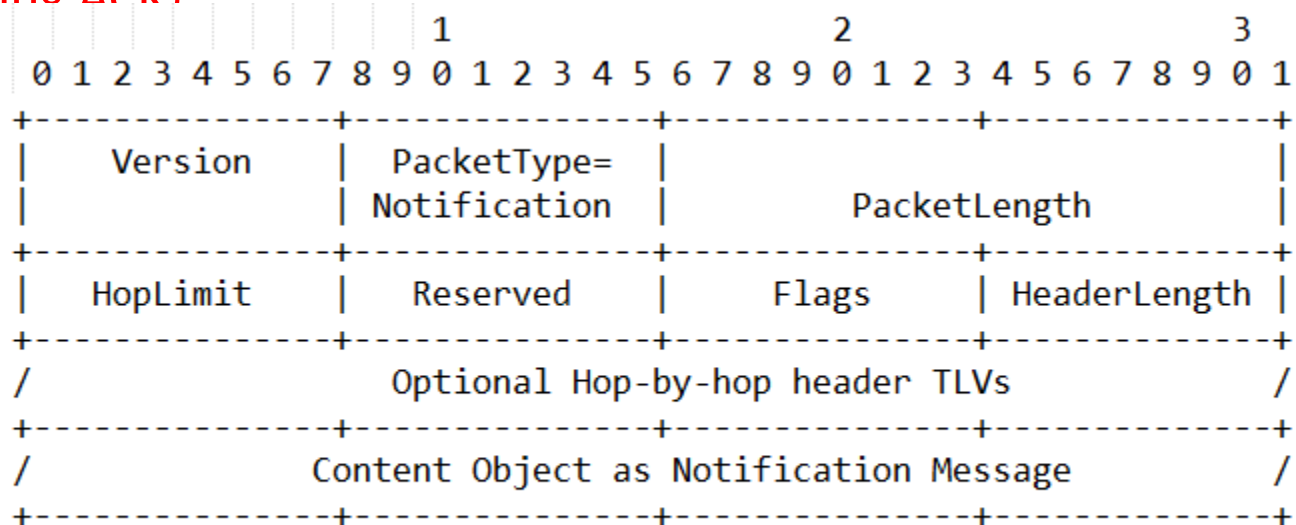 1 2 3
0 1 2 3 4 5 6 7 8 9 0 1 2 3 4 5 6 7 8 9 0 1 2 3 4 5 6 7 8 9 0 1
+---------------+---------------+---------------+--------------+
| Version | PacketType= | |
| | Notification | PacketLength |
+---------------+---------------+---------------+--------------+
| HopLimit | Reserved | Flags | HeaderLength |
+---------------+---------------+---------------+--------------+
/ Optional Hop-by-hop header TLVs /
+---------------+---------------+---------------+--------------+
/ Content Object as Notification Message /
+---------------+---------------+---------------+--------------+